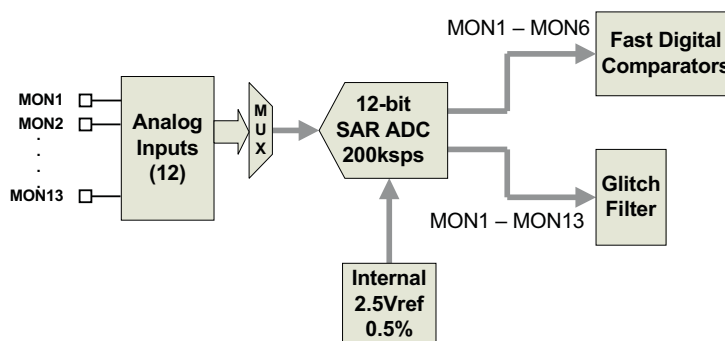 MON1 – MON6
Fast Digital
Comparators
MON1
MON2
MON13
Analog
Inputs
(12)
MUX
12-bit
SAR ADC
200ksps
MON1 – MON13
Glitch
Filter
Internal
2.5Vref
0.5%